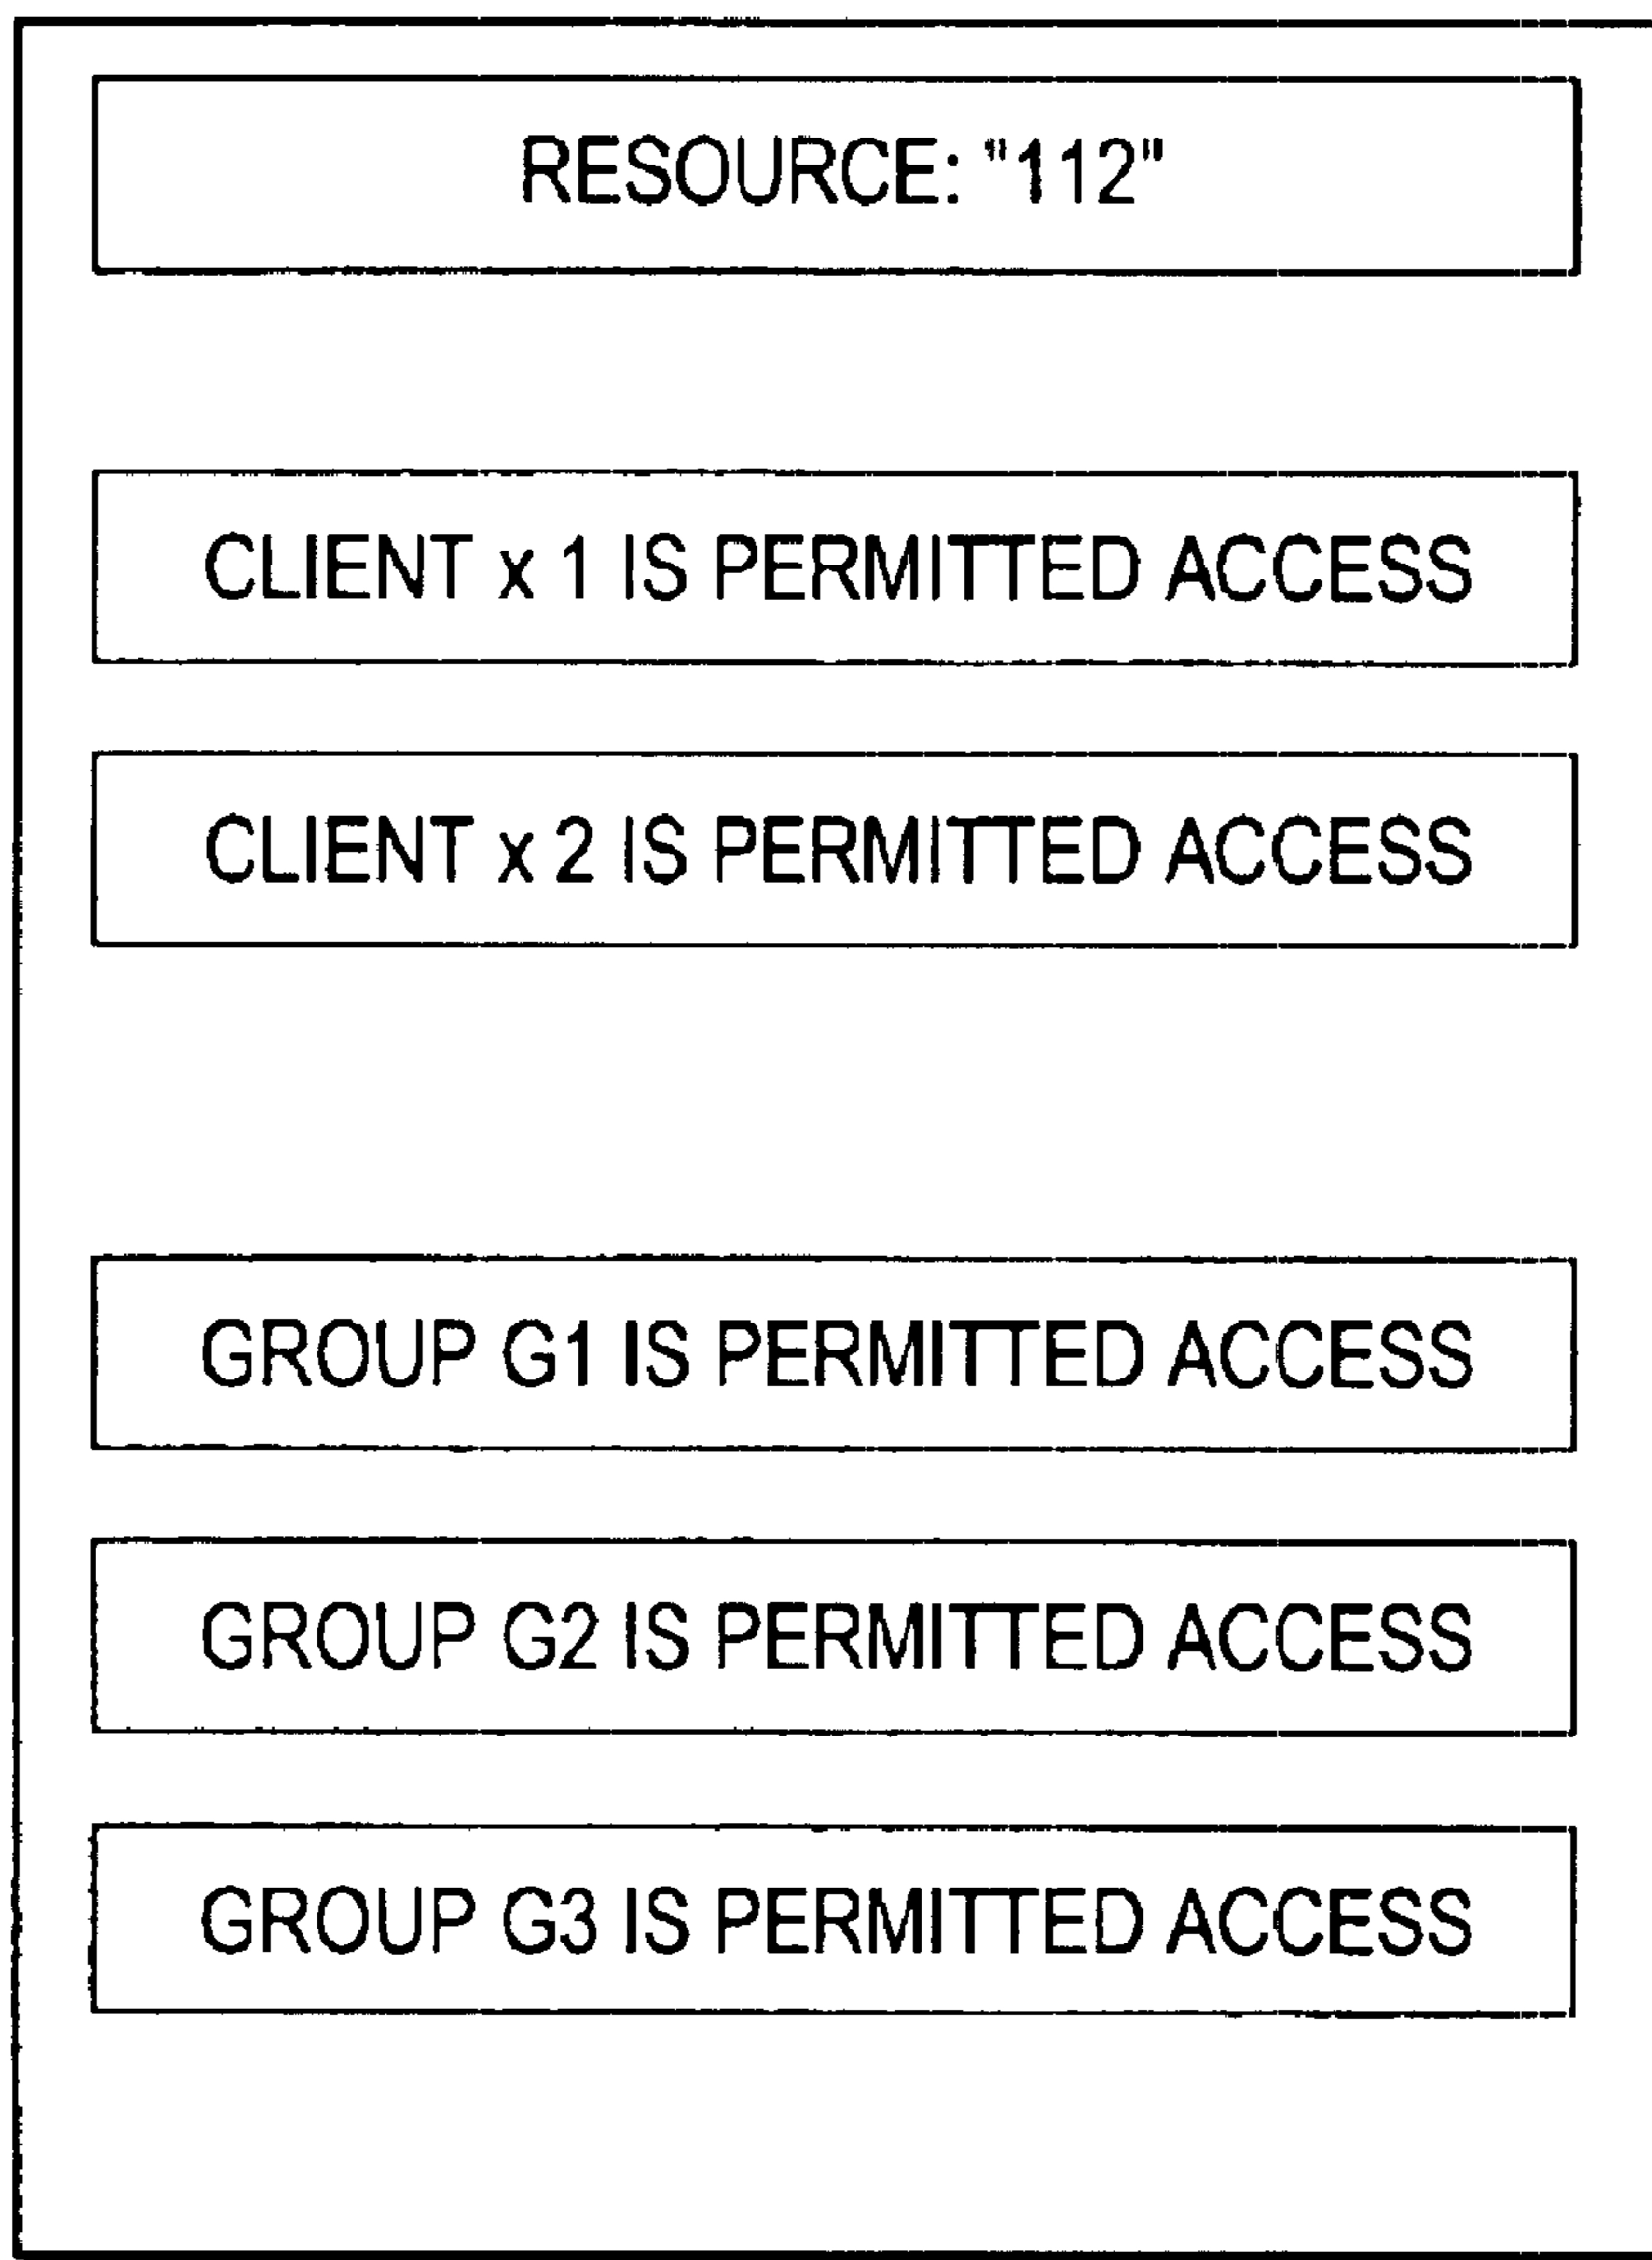 RESOURCE: "112"
CLIENT x 1 IS PERMITTED ACCESS
CLIENT x 2 IS PERMITTED ACCESS
GROUP G1 IS PERMITTED ACCESS
GROUP G2 IS PERMITTED ACCESS
GROUP G3 IS PERMITTED ACCESS